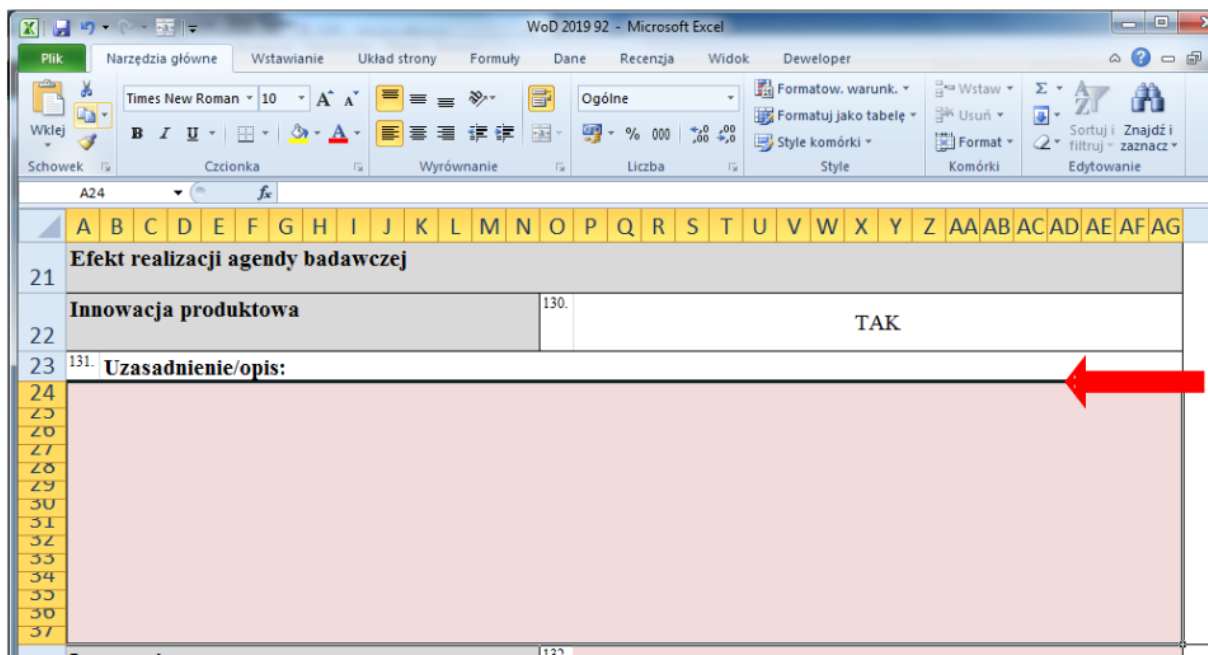 WoD 2019 92 - Microsoft Excel
Plik Narzędzia główne Wstawianie Układ strony Formuły Dane Recenzja Widok Deweloper
Times New Roman 10 A A Ogólne Formatow. warunk. Wstaw Σ
Formatuj jako tabelę Usuń
Wklej B I U A % 000 Style komórki Format Sortuj i filtruj Znajdź i zaznacz
Schowek Czcionka Wyrównanie Liczba Style Komórki Edytowanie
A24 fx
A B C D E F G H I J K L M N O P Q R S T U V W X Y Z AA AB AC AD AE AF AG
21 Efekt realizacji agendy badawczej
22 Innowacja produktowa 130. TAK
23 131. Uzasadnienie/opis:
24
25
26
27
28
29
30
31
32
33
34
35
36
37
132.